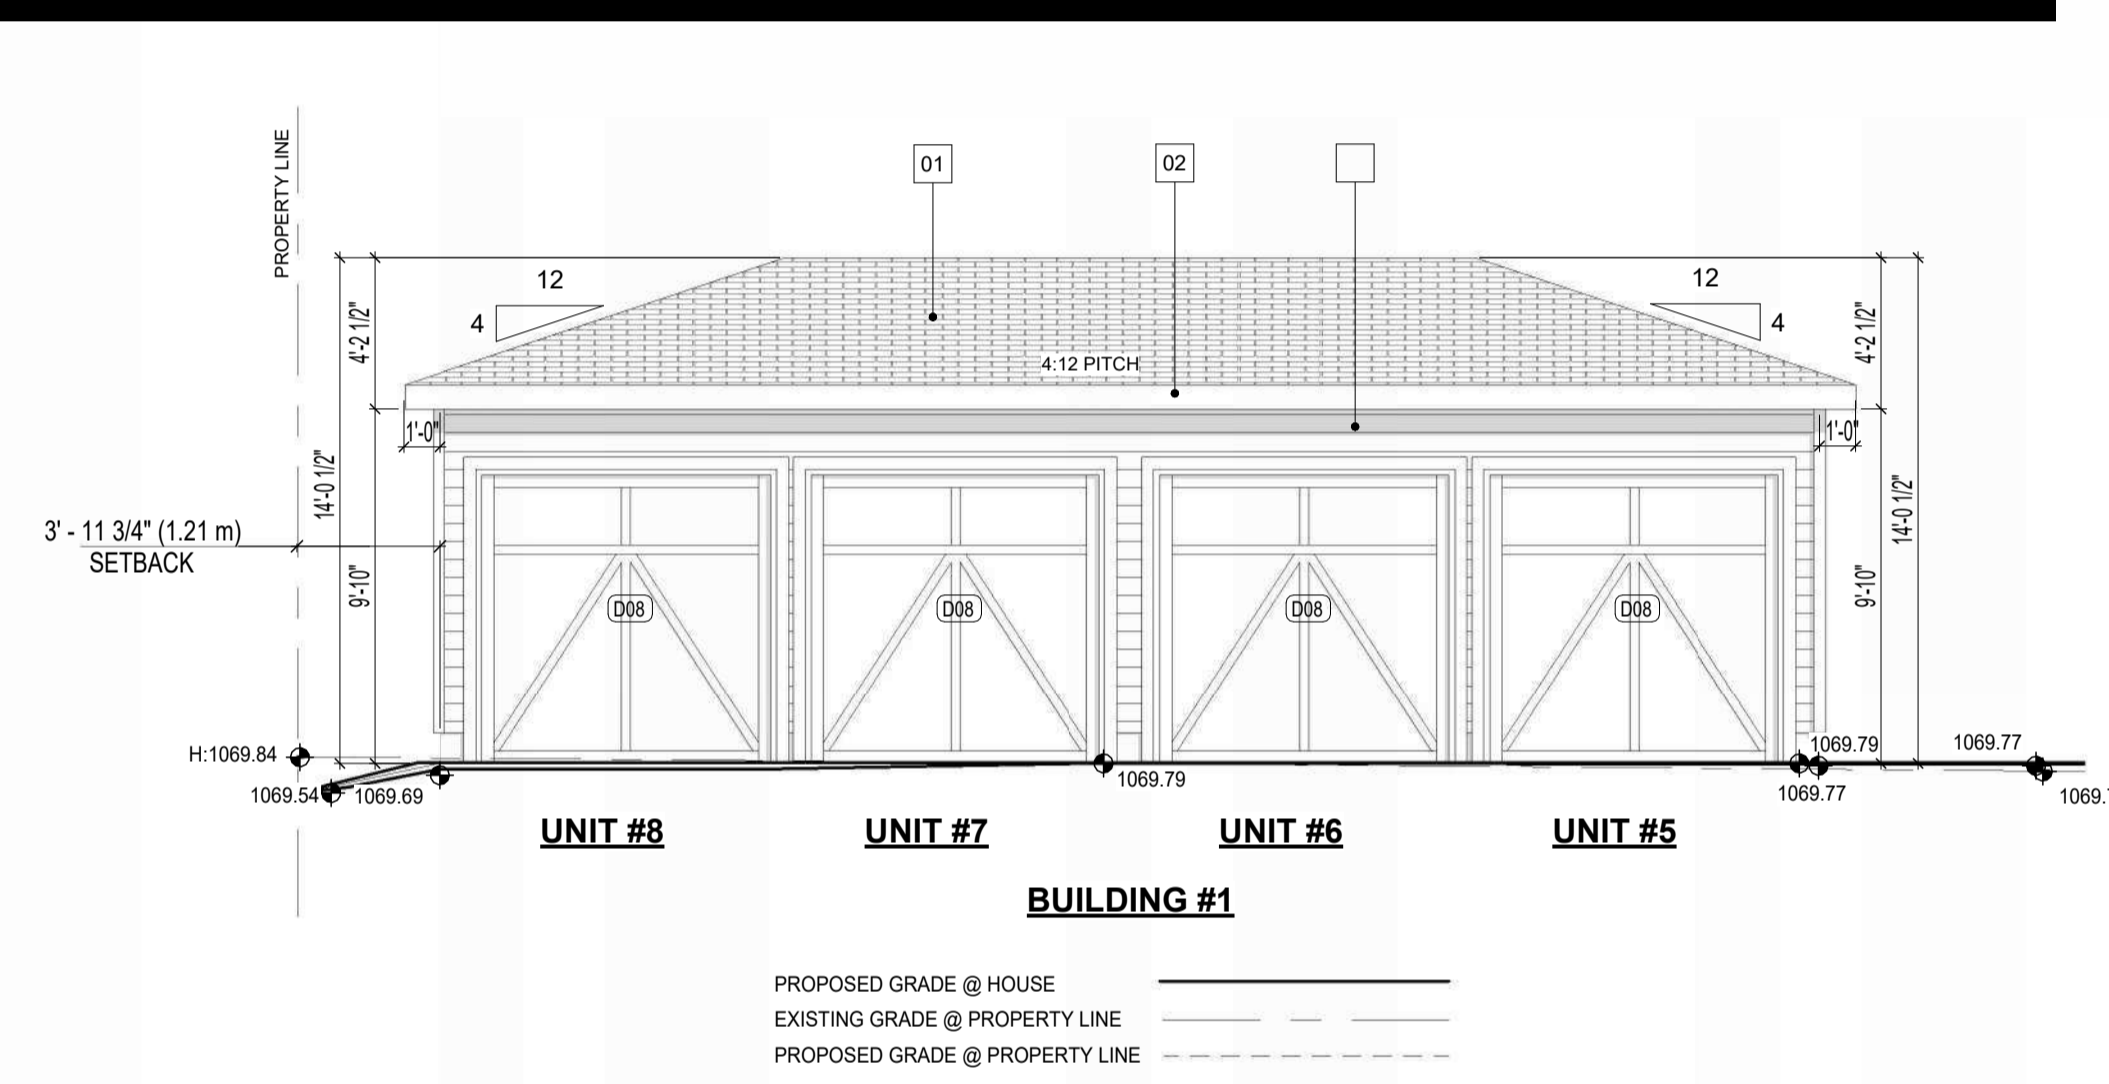 PROPERTY LINE
01
02
12
4
12
4
4'-2 1/2"
4'-2 1/2"
4:12 PITCH
1'-0"
1'-0"
14'-0 1/2"
14'-0 1/2"
3' - 11 3/4" (1.21 m)
SETBACK
9'-10"
9'-10"
D08
D08
D08
D08
H:1069.84
1069.79
1069.77
1069.54
1069.69
1069.79
1069.77
1069.
UNIT #8
UNIT #7
UNIT #6
UNIT #5
BUILDING #1
PROPOSED GRADE @ HOUSE
EXISTING GRADE @ PROPERTY LINE
PROPOSED GRADE @ PROPERTY LINE